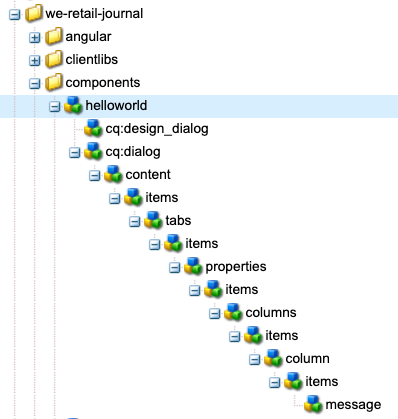 we-retail-journal
angular
clientlibs
components
helloworld
cq:design_dialog
cq:dialog
content
items
tabs
items
properties
items
columns
items
column
items
message